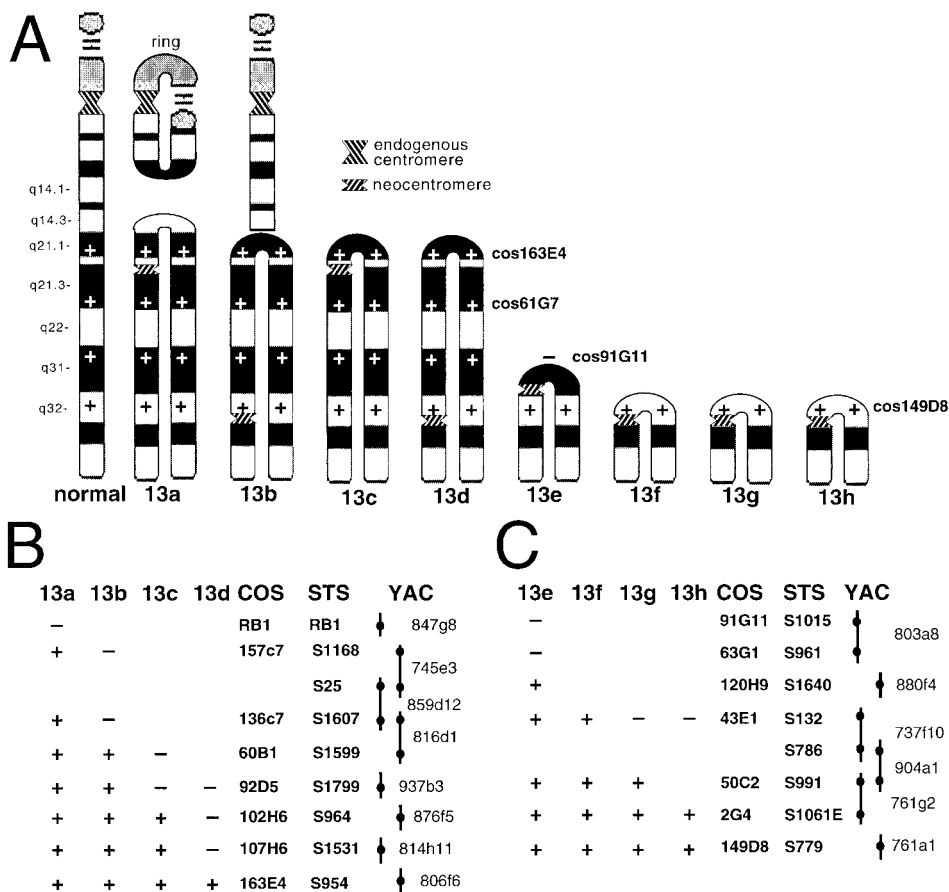 A
ring
endogenous
centromere
neocentromere
q14.1-
q14.3-
q21.1-
q21.3-
q22-
q31-
q32-
+ + + + + + + + +
cos163E4
+ + + + + + + + +
cos61G7
− cos91G11
+ + + + + + + + +
+ + + + + + + + + + + + + + + + +
cos149D8
normal 13a 13b 13c 13d 13e 13f 13g 13h
B
13a 13b 13c 13d COS STS YAC
− RB1 RB1 847g8
+ − 157c7 S1168
745e3
S25
859d12
+ − 136c7 S1607
816d1
+ + − 60B1 S1599
+ + − − 92D5 S1799 937b3
+ + + − 102H6 S964 876f5
+ + + − 107H6 S1531 814h11
+ + + + 163E4 S954 806f6
C
13e 13f 13g 13h COS STS YAC
− 91G11 S1015
803a8
− 63G1 S961
+ 120H9 S1640 880f4
+ + − − 43E1 S132
737f10
S786
904a1
+ + + 50C2 S991
761g2
+ + + + 2G4 S1061E
+ + + + 149D8 S779 761a1